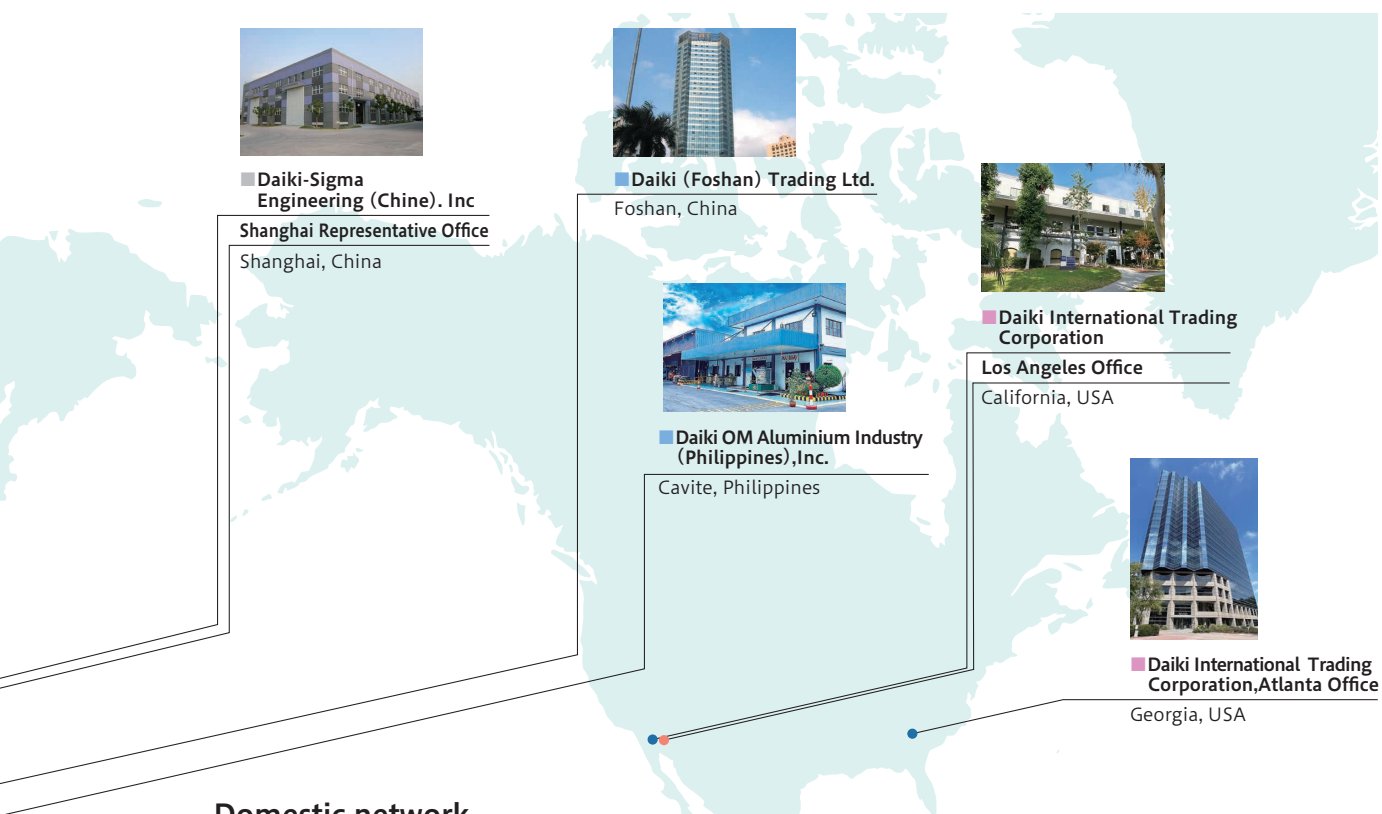 Daiki-Sigma
Engineering (Chine). Inc
Shanghai Representative Office
Shanghai, China
Daiki (Foshan) Trading Ltd.
Foshan, China
Daiki OM Aluminium Industry
(Philippines),Inc.
Cavite, Philippines
Daiki International Trading
Corporation
Los Angeles Office
California, USA
Daiki International Trading
Corporation,Atlanta Office
Georgia, USA
Domestic network